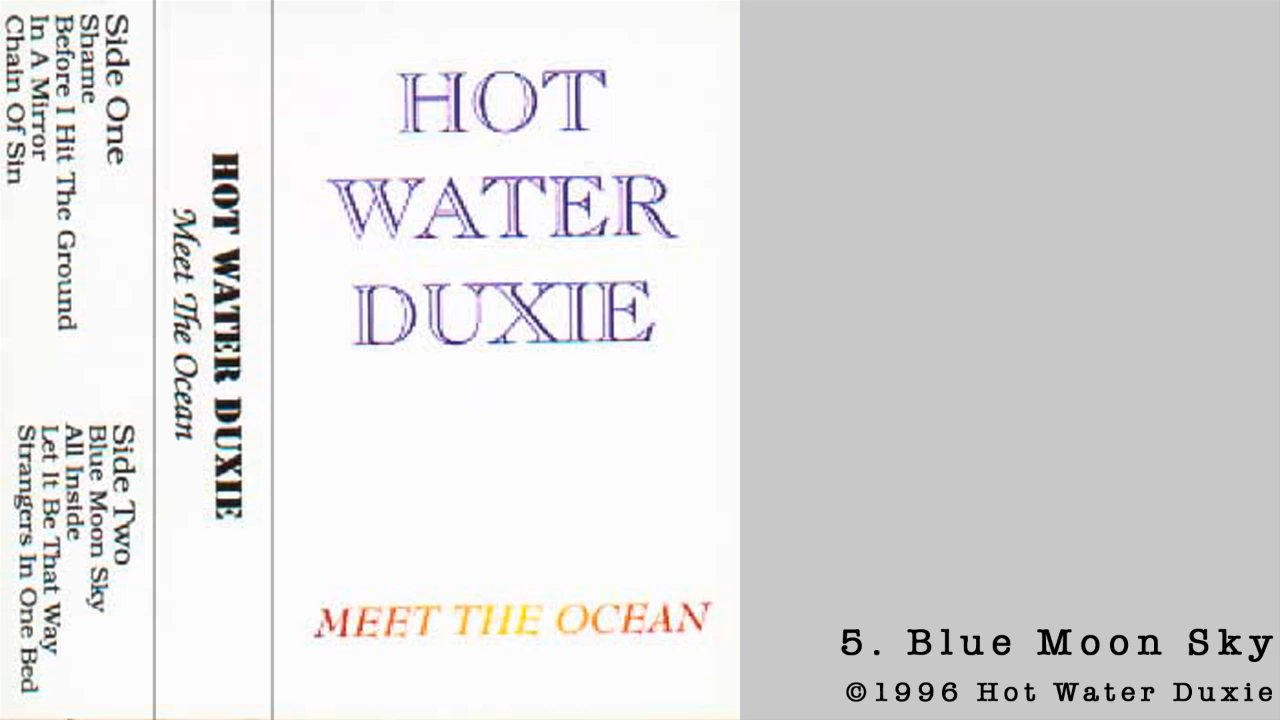 Side One
Shame
Before I Hit The Ground
In A Mirror
Chain Of Sin
Side Two
Blue Moon Sky
All Inside
Let It Be That Way
Strangers In One Bed
HOT WATER DUXIE
Meet The Ocean
HOT
WATER
DUXIE
MEET THE OCEAN
5. Blue Moon Sky
©1996 Hot Water Duxie